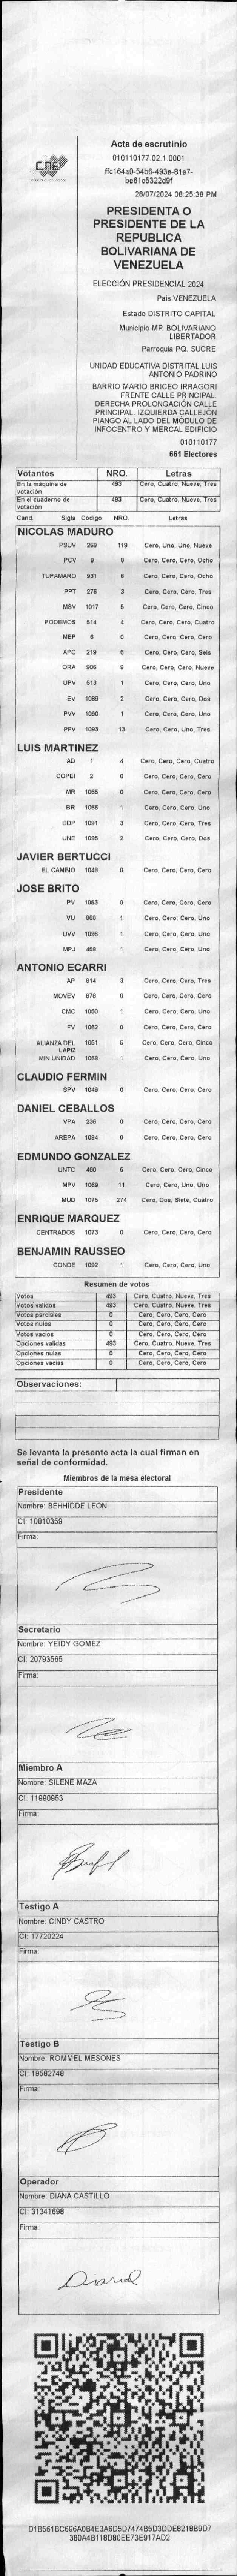 CNE
Acta de escrutinio
010110177.02.1.0001
ffc164a0-54b6-493e-81e7-
be61c5322d9f
28/07/2024 08:25:38 PM
PRESIDENTA O
PRESIDENTE DE LA
REPUBLICA
BOLIVARIANA DE
VENEZUELA
ELECCIÓN PRESIDENCIAL 2024
Pais VENEZUELA
Estado DISTRITO CAPITAL
Municipio MP. BOLIVARIANO
LIBERTADOR
Parroquia PQ. SUCRE
UNIDAD EDUCATIVA DISTRITAL LUIS
ANTONIO PADRINO
BARRIO MARIO BRICEO IRRAGORI
FRENTE CALLE PRINCIPAL.
DERECHA PROLONGACIÓN CALLE
PRINCIPAL. IZQUIERDA CALLEJÓN
PIANGO AL LADO DEL MÓDULO DE
INFOCENTRO Y MERCAL EDIFICIO
010110177
661 Electores
Votantes NRO. Letras
En la máquina de votación 493 Cero, Cuatro, Nueve, Tres
En el cuaderno de votación 493 Cero, Cuatro, Nueve, Tres
Cand. Sigla Código NRO. Letras
NICOLAS MADURO
PSUV 269 119 Cero, Uno, Uno, Nueve
PCV 9 8 Cero, Cero, Cero, Ocho
TUPAMARO 931 8 Cero, Cero, Cero, Ocho
PPT 276 3 Cero, Cero, Cero, Tres
MSV 1017 5 Cero, Cero, Cero, Cinco
PODEMOS 514 4 Cero, Cero, Cero, Cuatro
MEP 6 0 Cero, Cero, Cero, Cero
APC 219 6 Cero, Cero, Cero, Seis
ORA 906 9 Cero, Cero, Cero, Nueve
UPV 513 1 Cero, Cero, Cero, Uno
EV 1089 2 Cero, Cero, Cero, Dos
PVV 1090 1 Cero, Cero, Cero, Uno
PFV 1093 13 Cero, Cero, Uno, Tres
LUIS MARTINEZ
AD 1 4 Cero, Cero, Cero, Cuatro
COPEI 2 0 Cero, Cero, Cero, Cero
MR 1065 0 Cero, Cero, Cero, Cero
BR 1066 1 Cero, Cero, Cero, Uno
DDP 1091 3 Cero, Cero, Cero, Tres
UNE 1095 2 Cero, Cero, Cero, Dos
JAVIER BERTUCCI
EL CAMBIO 1048 0 Cero, Cero, Cero, Cero
JOSE BRITO
PV 1053 0 Cero, Cero, Cero, Cero
VU 868 1 Cero, Cero, Cero, Uno
UVV 1096 1 Cero, Cero, Cero, Uno
MPJ 458 1 Cero, Cero, Cero, Uno
ANTONIO ECARRI
AP 814 3 Cero, Cero, Cero, Tres
MOVEV 878 0 Cero, Cero, Cero, Cero
CMC 1050 1 Cero, Cero, Cero, Uno
FV 1062 0 Cero, Cero, Cero, Cero
ALIANZA DEL LAPIZ 1051 5 Cero, Cero, Cero, Cinco
MIN UNIDAD 1068 1 Cero, Cero, Cero, Uno
CLAUDIO FERMIN
SPV 1049 0 Cero, Cero, Cero, Cero
DANIEL CEBALLOS
VPA 236 0 Cero, Cero, Cero, Cero
AREPA 1094 0 Cero, Cero, Cero, Cero
EDMUNDO GONZALEZ
UNTC 460 5 Cero, Cero, Cero, Cinco
MPV 1069 11 Cero, Cero, Uno, Uno
MUD 1075 274 Cero, Dos, Siete, Cuatro
ENRIQUE MARQUEZ
CENTRADOS 1073 0 Cero, Cero, Cero, Cero
BENJAMIN RAUSSEO
CONDE 1092 1 Cero, Cero, Cero, Uno
Resumen de votos
Votos 493 Cero, Cuatro, Nueve, Tres
Votos validos 493 Cero, Cuatro, Nueve, Tres
Votos parciales 0 Cero, Cero, Cero, Cero
Votos nulos 0 Cero, Cero, Cero, Cero
Votos vacios 0 Cero, Cero, Cero, Cero
Opciones validas 493 Cero, Cuatro, Nueve, Tres
Opciones nulas 0 Cero, Cero, Cero, Cero
Opciones vacias 0 Cero, Cero, Cero, Cero
Observaciones:
Se levanta la presente acta la cual firman en
señal de conformidad.
Miembros de la mesa electoral
Presidente
Nombre: BEHHIDDE LEON
CI: 10810359
Firma:
Secretario
Nombre: YEIDY GOMEZ
CI: 20793565
Firma:
Miembro A
Nombre: SILENE MAZA
CI: 11990953
Firma:
Testigo A
Nombre: CINDY CASTRO
CI: 17720224
Firma:
Testigo B
Nombre: ROMMEL MESONES
CI: 19562748
Firma:
Operador
Nombre: DIANA CASTILLO
CI: 31341698
Firma:
Diana
D1B561BC696A0B4E3A6D5D7474B5D3DDE8218B9D7
380A4B118D80EE73E917AD2